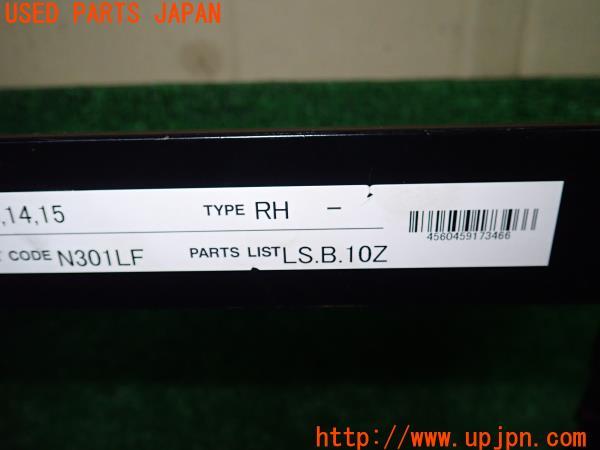 USED PARTS JAPAN
,14,15 TYPE RH -
CODE N301LF PARTS LIST LS.B.10Z
4560459173466
http://www.upjpn.com/